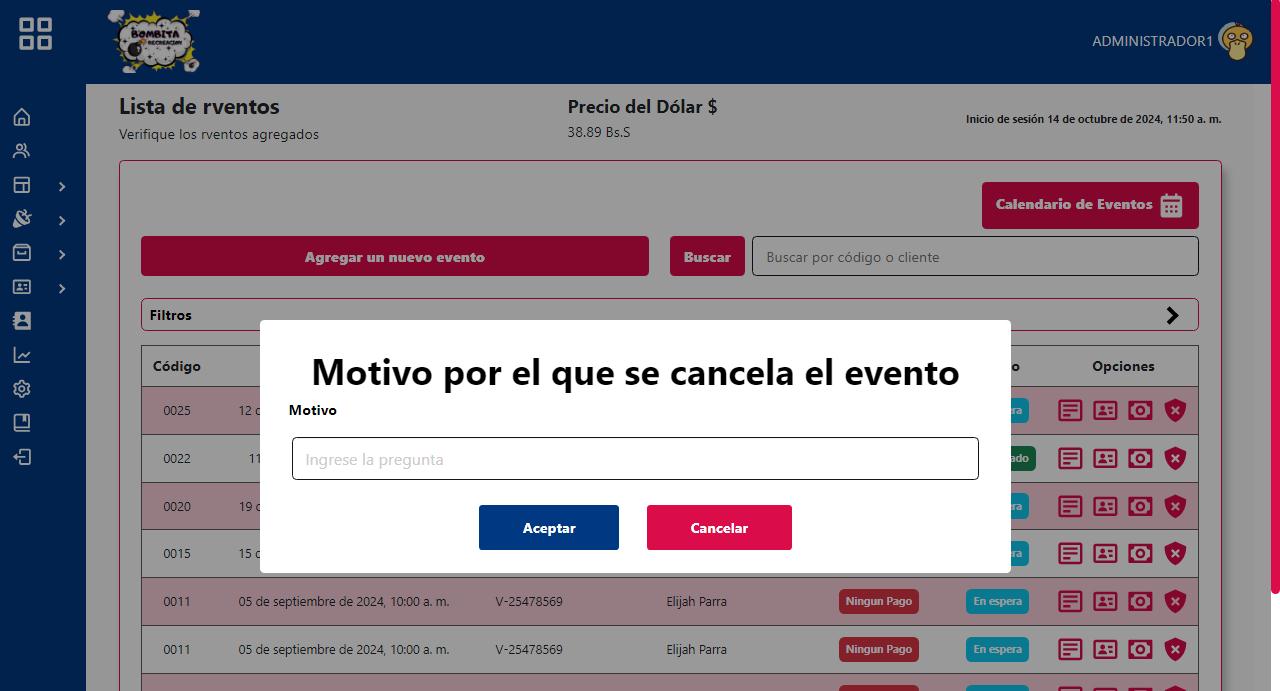 BOMBITA
RECREACION
ADMINISTRADOR1
Lista de rventos
Verifique los rventos agregados
Precio del Dólar $
38.89 Bs.S
Inicio de sesión 14 de octubre de 2024, 11:50 a. m.
Calendario de Eventos
Agregar un nuevo evento
Buscar
Buscar por código o cliente
Filtros
Motivo por el que se cancela el evento
Motivo
Ingrese la pregunta
Aceptar
Cancelar
Código
Opciones
0025 12
0022 11
0020 19
0015 15
0011 05 de septiembre de 2024, 10:00 a. m. V-25478569 Elijah Parra Ningun Pago En espera
0011 05 de septiembre de 2024, 10:00 a. m. V-25478569 Elijah Parra Ningun Pago En espera